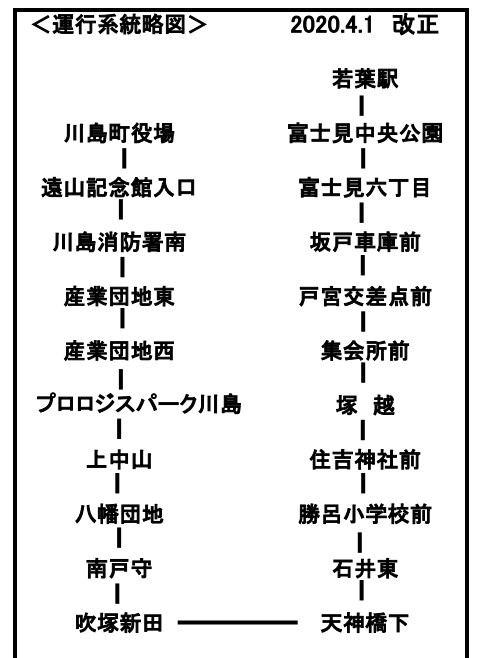 ＜運行系統略図＞ 2020.4.1 改正
若葉駅
川島町役場 富士見中央公園
遠山記念館入口 富士見六丁目
川島消防署南 坂戸車庫前
産業団地東 戸宮交差点前
産業団地西 集会所前
プロロジスパーク川島 塚　越
上中山 住吉神社前
八幡団地 勝呂小学校前
南戸守 石井東
吹塚新田 天神橋下